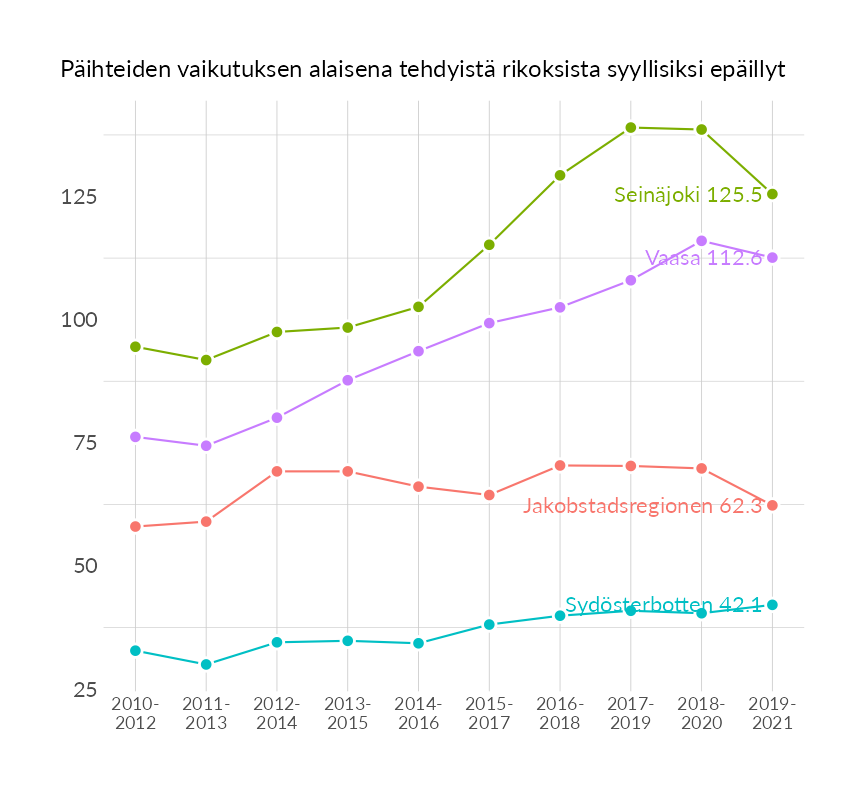 Päihteiden vaikutuksen alaisena tehdyistä rikoksista syyllisiksi epäillyt
125
100
75
50
25
Seinäjoki 125.5
Vaasa 112.6
Jakobstadsregionen 62.3
Sydösterbotten 42.1
2010- 2011- 2012- 2013- 2014- 2015- 2016- 2017- 2018- 2019-
2012 2013 2014 2015 2016 2017 2018 2019 2020 2021